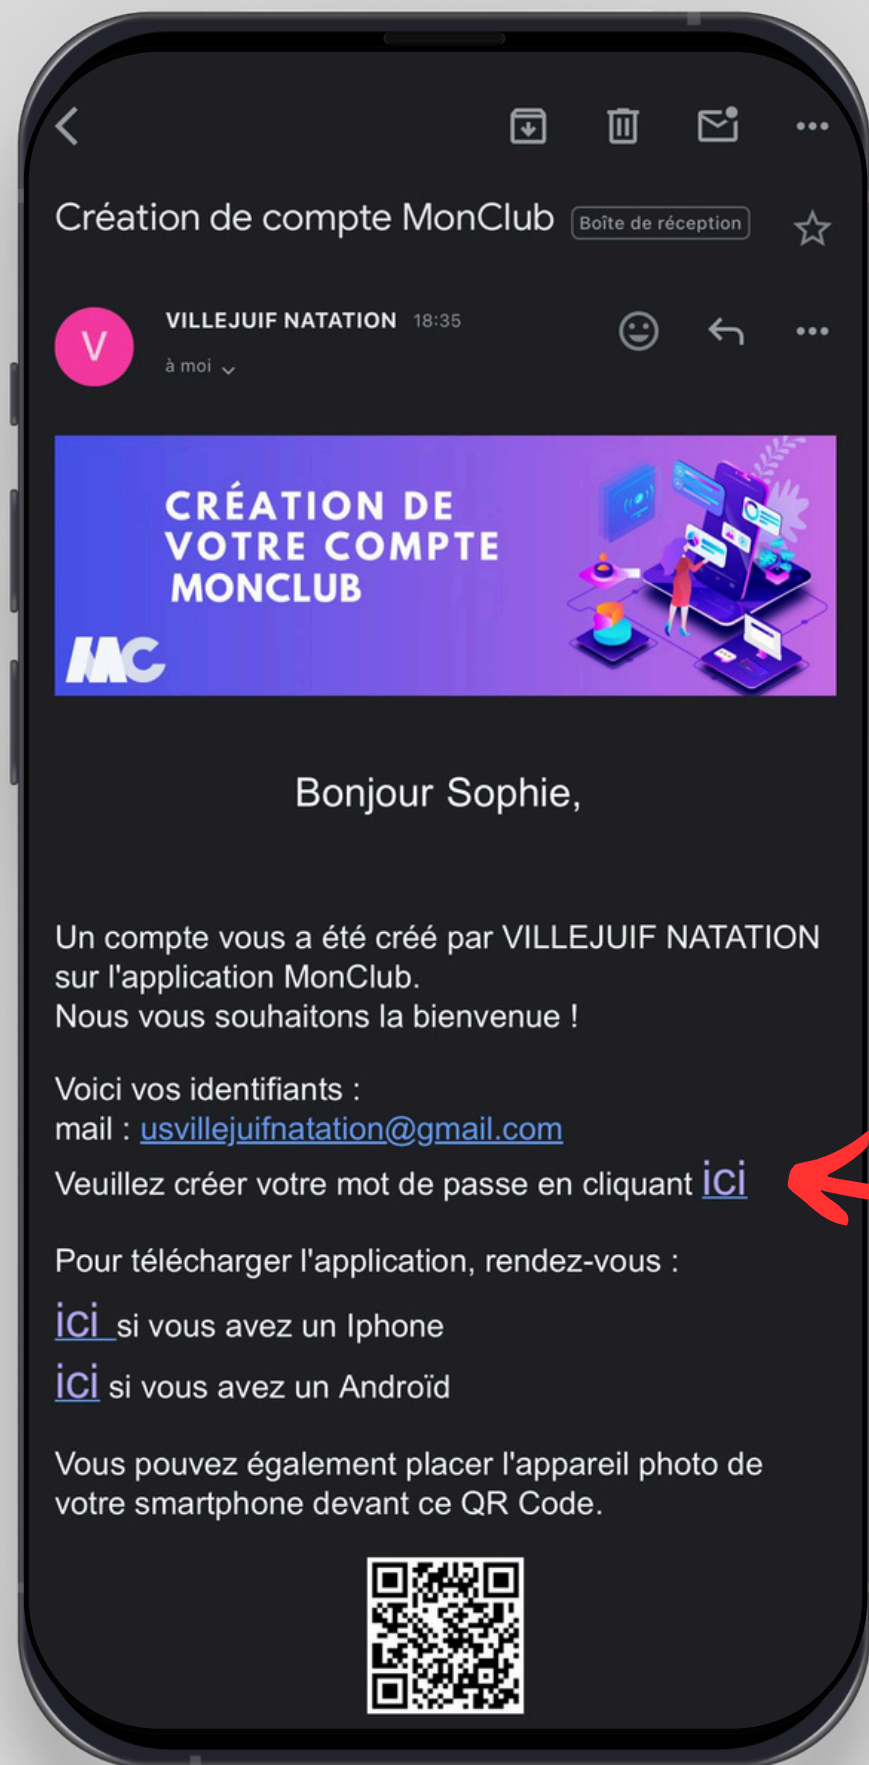 Création de compte MonClub Boîte de réception
V
VILLEJUIF NATATION 18:35
à moi
CRÉATION DE
VOTRE COMPTE
MONCLUB
MC
Bonjour Sophie,
Un compte vous a été créé par VILLEJUIF NATATION
sur l'application MonClub.
Nous vous souhaitons la bienvenue !
Voici vos identifiants :
mail : usvillejuifnatation@gmail.com
Veuillez créer votre mot de passe en cliquant ici
Pour télécharger l'application, rendez-vous :
ici si vous avez un Iphone
ici si vous avez un Androïd
Vous pouvez également placer l'appareil photo de
votre smartphone devant ce QR Code.